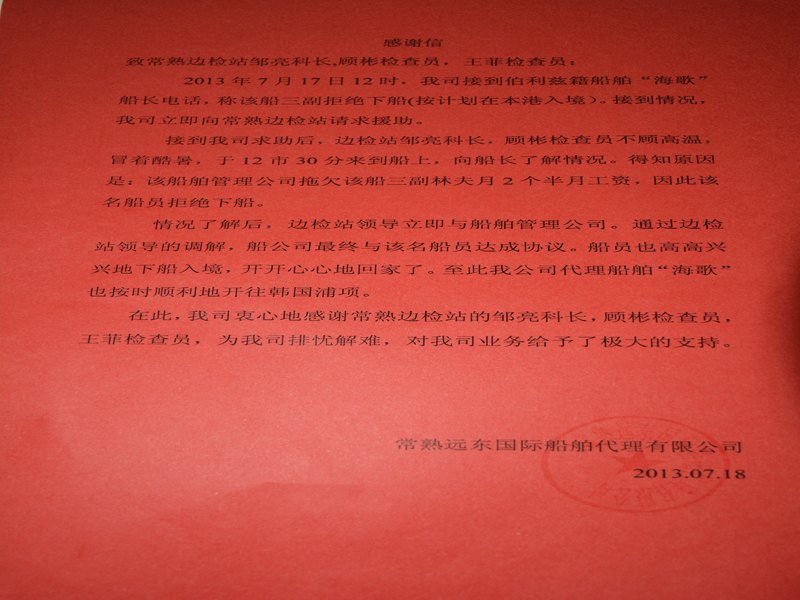 感谢信
致常熟边检站邹亮科长,顾彬检查员，王菲检查员：
2013 年 7 月 17 日 12 时，我司接到伯利兹籍船舶“海歌”
船长电话，称该船三副拒绝下船(按计划在本港入境)。接到情况，
我司立即向常熟边检站请求援助。
接到我司求助后，边检站邹亮科长，顾彬检查员不顾高温，
冒着酷暑，于 12 市 30 分来到船上，向船长了解情况。得知原因
是：该船舶管理公司拖欠该船三副林夫月 2 个半月工资，因此该
名船员拒绝下船。
情况了解后，边检站领导立即与船舶管理公司。通过边检
站领导的调解，船公司最终与该名船员达成协议。船员也高高兴
兴地下船入境，开开心心地回家了。至此我公司代理船舶“海歌”
也按时顺利地开往韩国浦项。
在此，我司衷心地感谢常熟边检站的邹亮科长，顾彬检查员，
王菲检查员，为我司排忧解难，对我司业务给予了极大的支持。
常熟远东国际船舶代理有限公司
2013.07.18